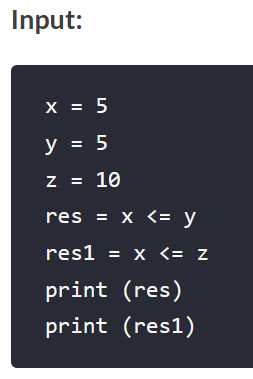 Input:
x = 5
y = 5
z = 10
res = x <= y
res1 = x <= z
print (res)
print (res1)